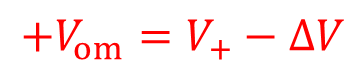 +V_om = V_+ − ΔV